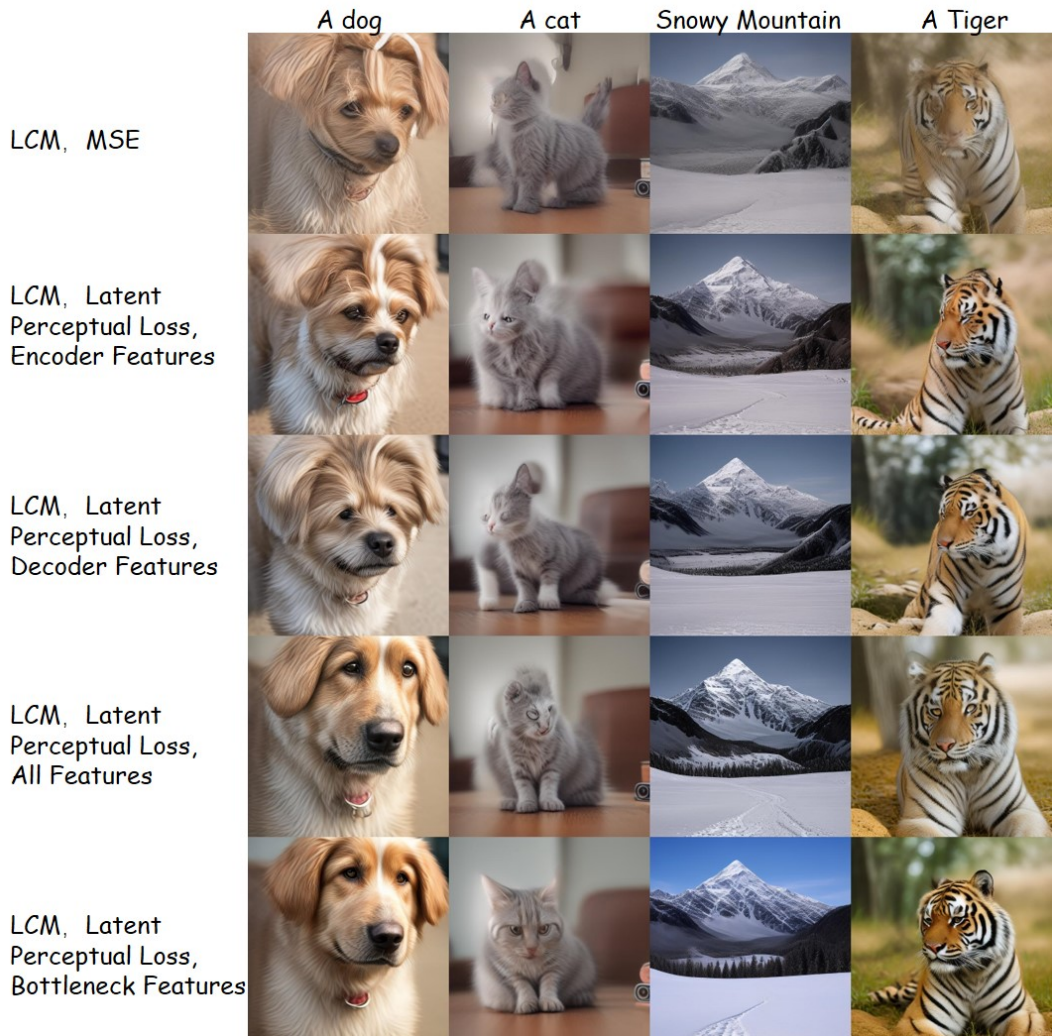 A dog
A cat
Snowy Mountain
A Tiger
LCM, MSE
LCM, Latent
Perceptual Loss,
Encoder Features
LCM, Latent
Perceptual Loss,
Decoder Features
LCM, Latent
Perceptual Loss,
All Features
LCM, Latent
Perceptual Loss,
Bottleneck Features